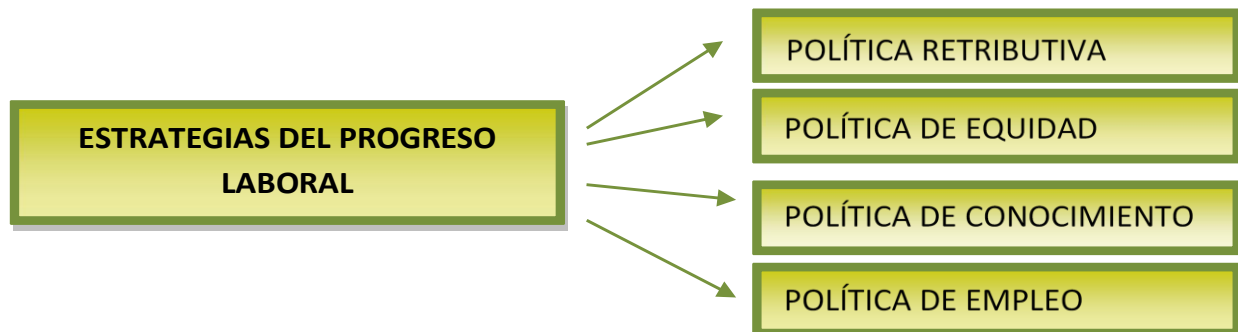 ESTRATEGIAS DEL PROGRESO
LABORAL
POLÍTICA RETRIBUTIVA
POLÍTICA DE EQUIDAD
POLÍTICA DE CONOCIMIENTO
POLÍTICA DE EMPLEO